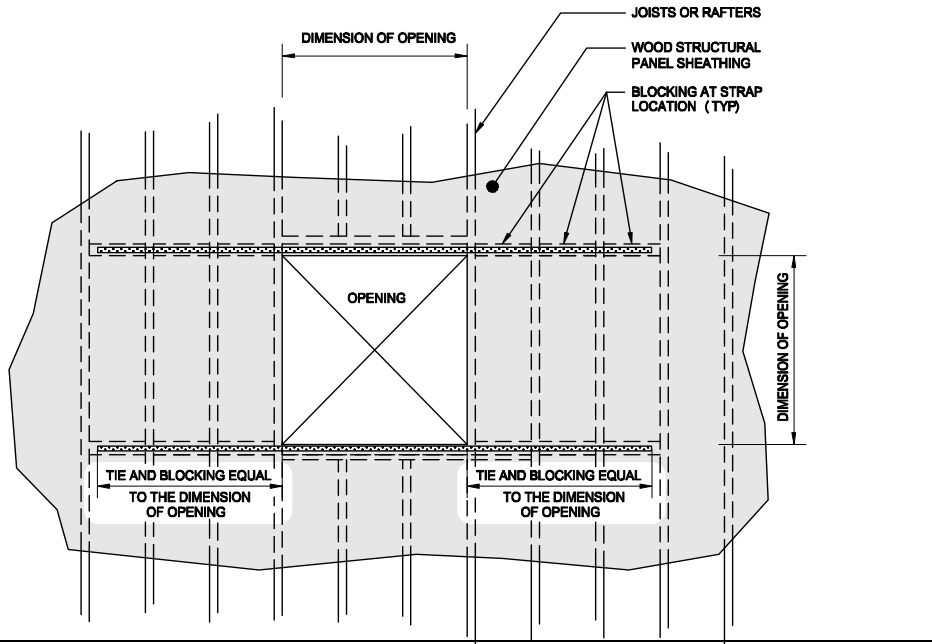 JOISTS OR RAFTERS
DIMENSION OF OPENING
WOOD STRUCTURAL
PANEL SHEATHING
BLOCKING AT STRAP
LOCATION (TYP)
OPENING
DIMENSION OF OPENING
TIE AND BLOCKING EQUAL
TO THE DIMENSION
OF OPENING
TIE AND BLOCKING EQUAL
TO THE DIMENSION
OF OPENING